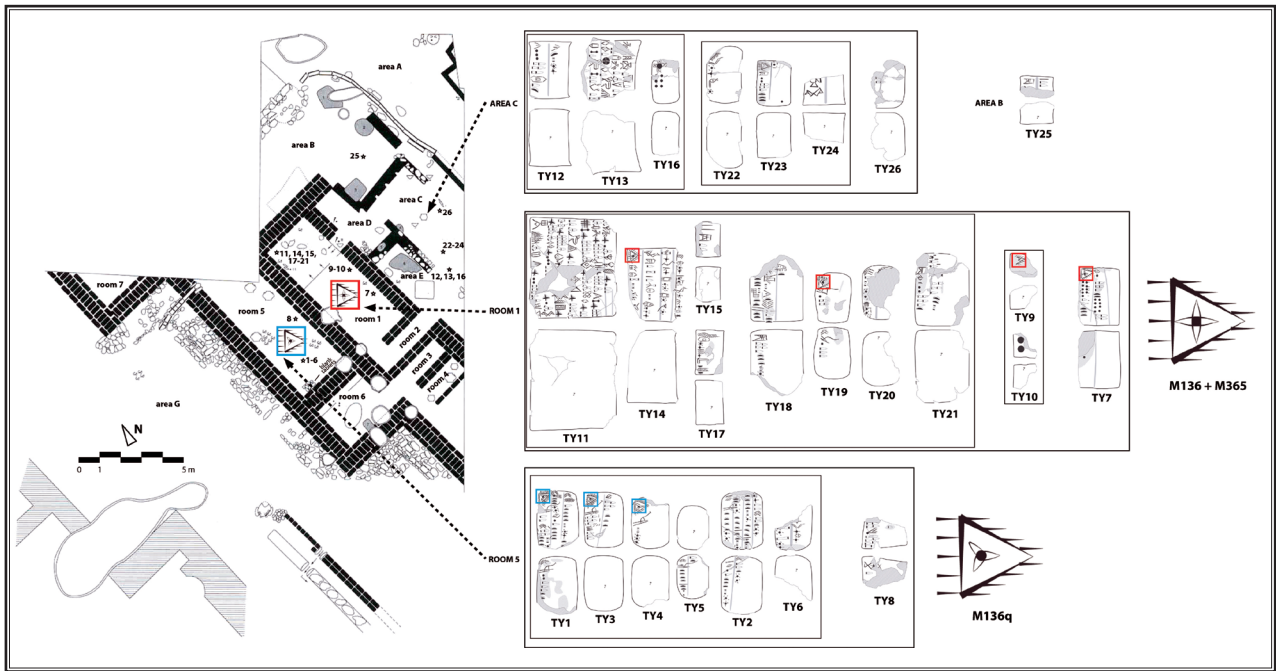 area A
area B
25*
area C
*26
area D
22-24
*
*11, 14, 15,
17-21
9-10*
area E
*
12, 13, 16
7*
room 7
room 5
8*
room 1
room 2
room 3
room 4
*1-6
room 6
area G
N
0 1 5 m
AREA C
ROOM 1
ROOM 5
TY12
TY13
TY16
TY22
TY23
TY24
TY26
AREA B
TY25
TY11
TY14
TY15
TY17
TY18
TY19
TY20
TY21
TY9
TY10
TY7
M136 + M365
TY1
TY3
TY4
TY5
TY2
TY6
TY8
M136q